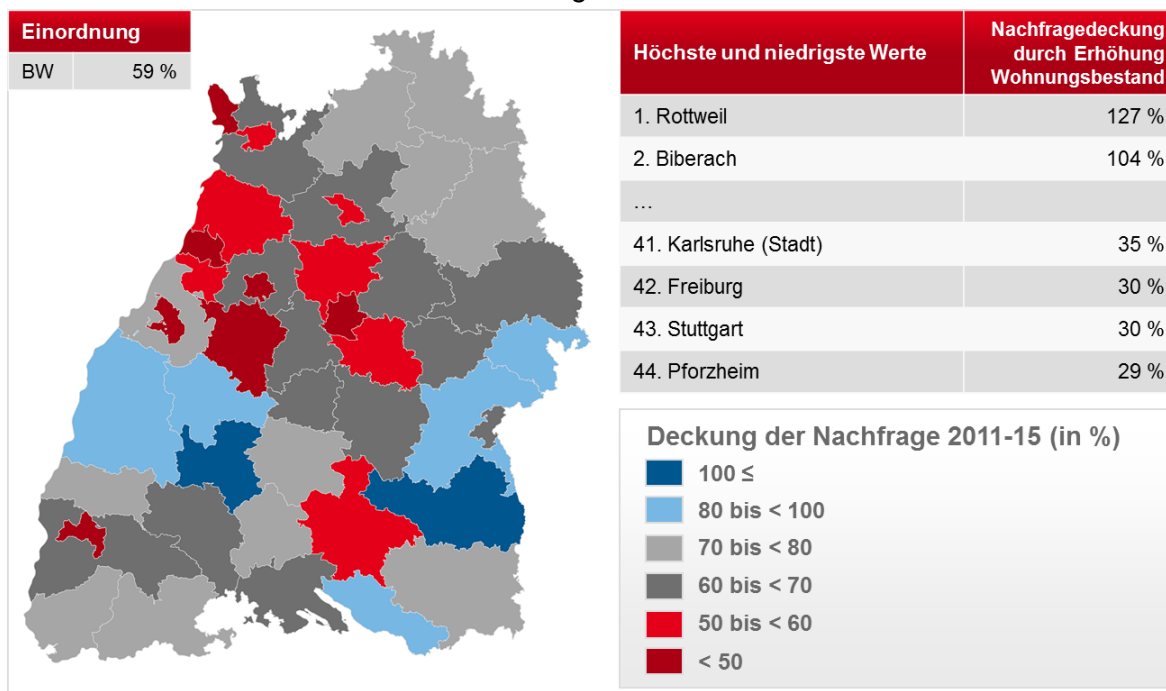 Einordnung
BW 59 %
Höchste und niedrigste Werte
Nachfragedeckung
durch Erhöhung
Wohnungsbestand
1. Rottweil 127 %
2. Biberach 104 %
…
41. Karlsruhe (Stadt) 35 %
42. Freiburg 30 %
43. Stuttgart 30 %
44. Pforzheim 29 %
Deckung der Nachfrage 2011-15 (in %)
100 ≤
80 bis < 100
70 bis < 80
60 bis < 70
50 bis < 60
< 50